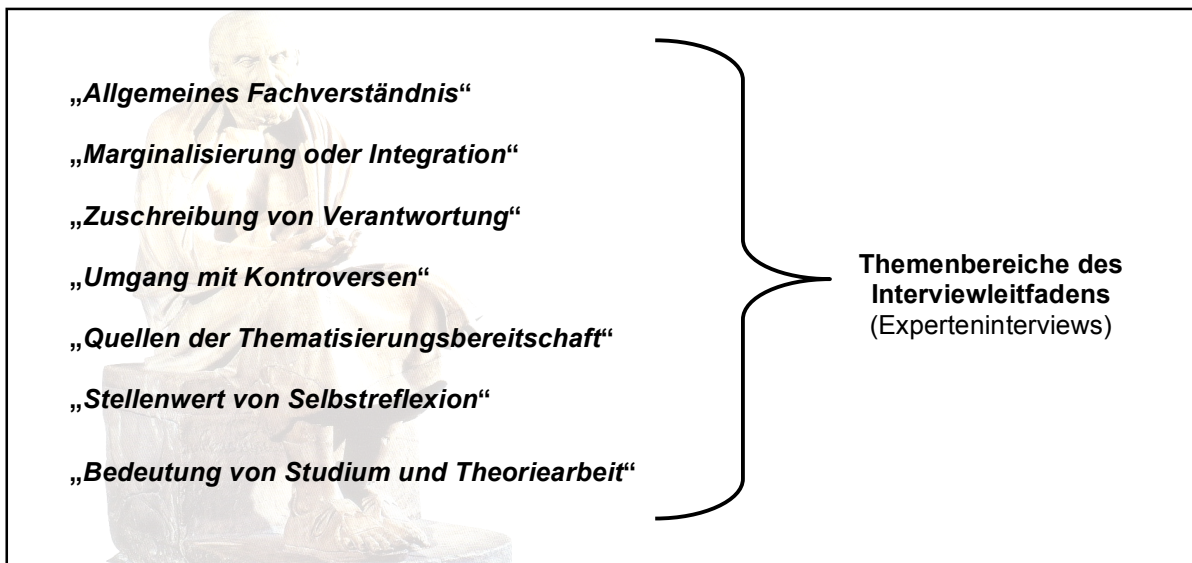 „Allgemeines Fachverständnis“
„Marginalisierung oder Integration“
„Zuschreibung von Verantwortung“
„Umgang mit Kontroversen“
„Quellen der Thematisierungsbereitschaft“
„Stellenwert von Selbstreflexion“
„Bedeutung von Studium und Theoriearbeit“
Themenbereiche des
Interviewleitfadens
(Experteninterviews)